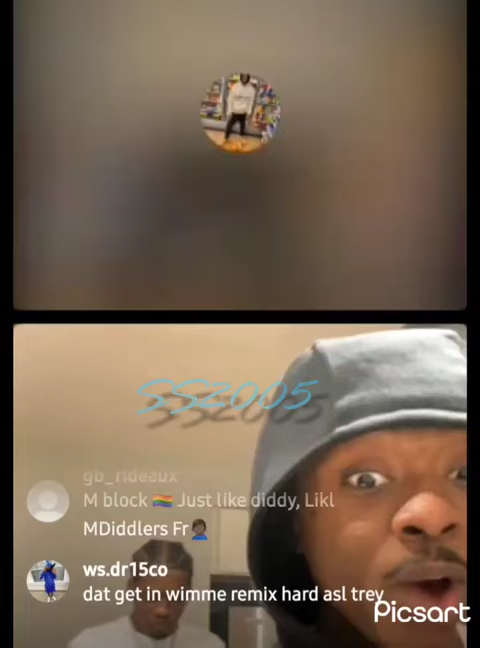 SS2005
gb_rideaux
M block 🏳️‍🌈 Just like diddy, Likl
MDiddlers Fr🤦🏿‍♂️
ws.dr15co
dat get in wimme remix hard asl trey
Picsart